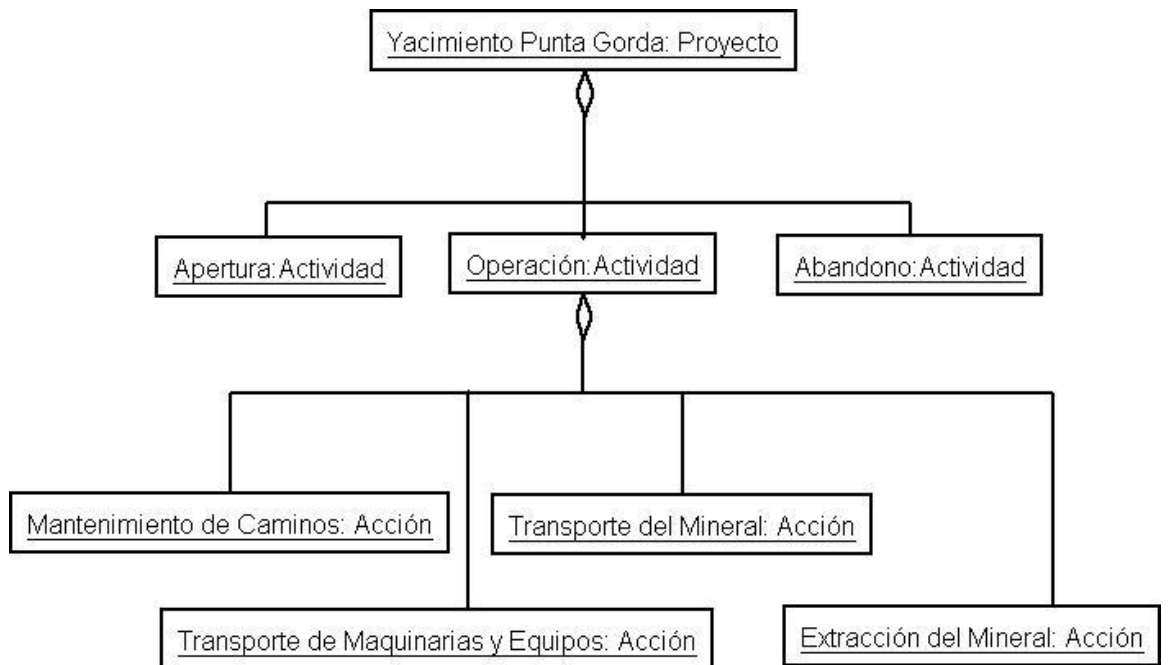 Yacimiento Punta Gorda: Proyecto
Apertura:Actividad
Operación:Actividad
Abandono:Actividad
Mantenimiento de Caminos: Acción
Transporte del Mineral: Acción
Transporte de Maquinarias y Equipos: Acción
Extracción del Mineral: Acción